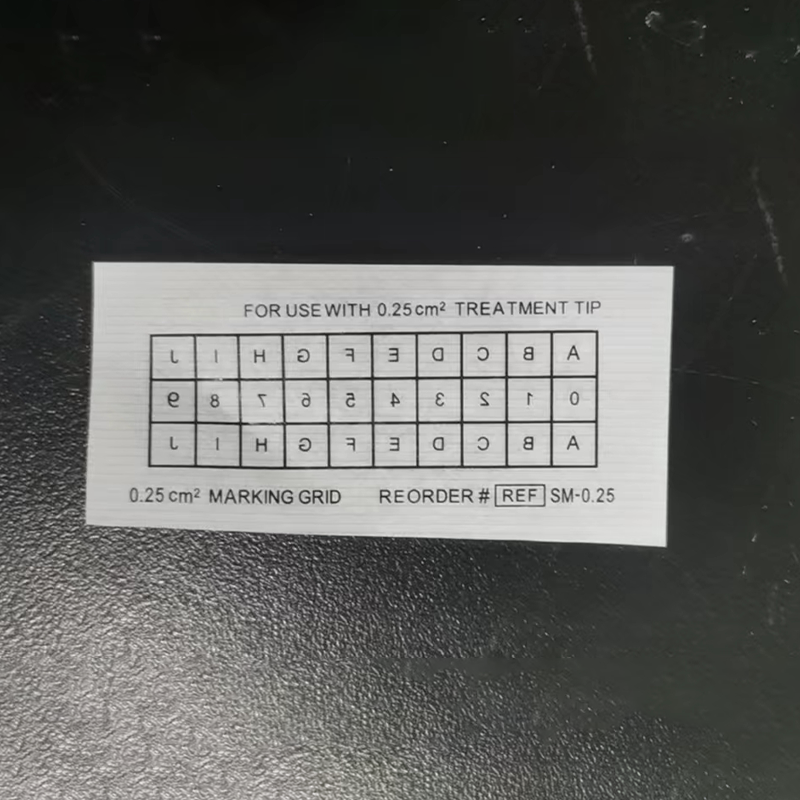 FOR USE WITH 0.25 cm² TREATMENT TIP
J I H G F E D C B A
9 8 7 6 5 4 3 2 1 0
J I H G F E D C B A
0.25 cm² MARKING GRID REORDER # REF SM-0.25